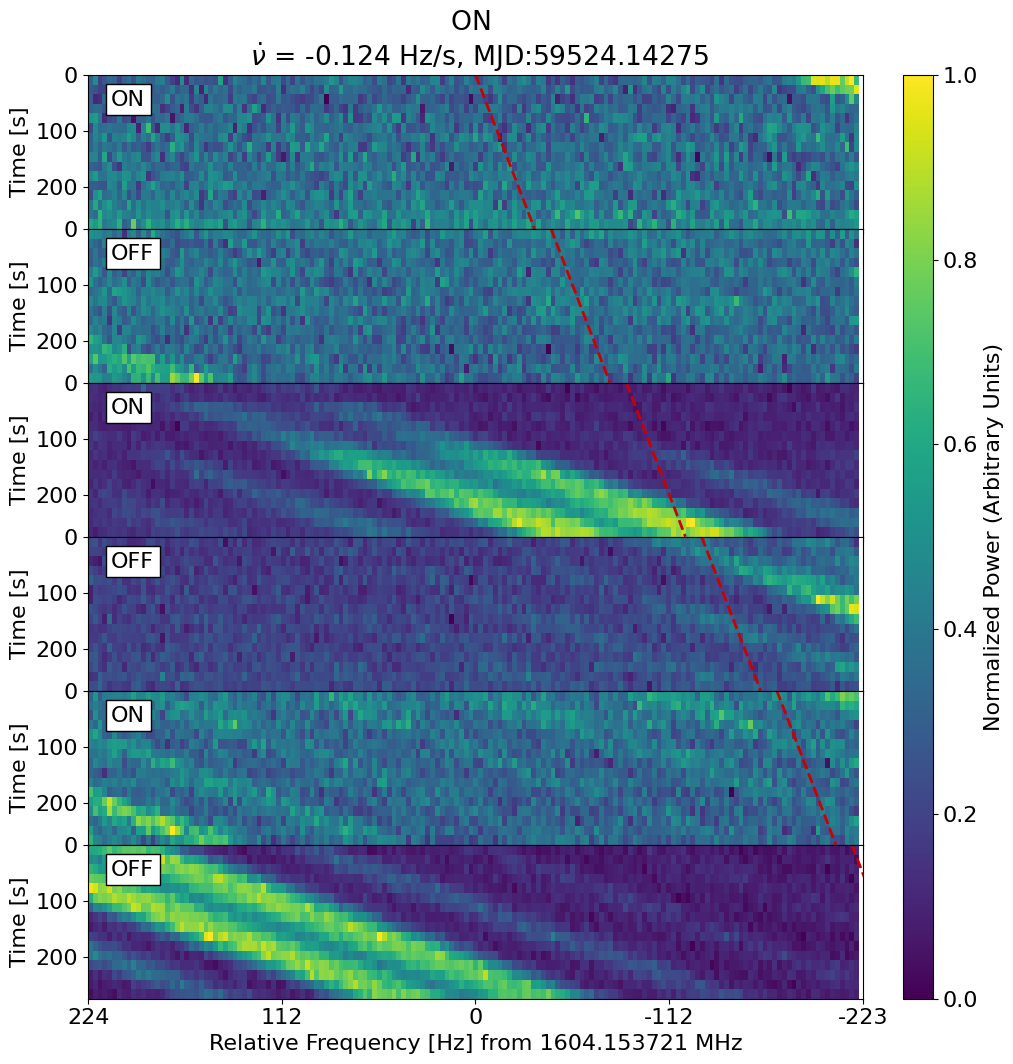 ON
ν̇ = -0.124 Hz/s, MJD:59524.14275
0
ON
100
Time [s]
200
0
OFF
100
Time [s]
200
0
ON
100
Time [s]
200
0
OFF
100
Time [s]
200
0
ON
100
Time [s]
200
0
OFF
100
Time [s]
200
224 112 0 -112 -223
Relative Frequency [Hz] from 1604.153721 MHz
1.0
0.8
0.6
0.4
0.2
0.0
Normalized Power (Arbitrary Units)